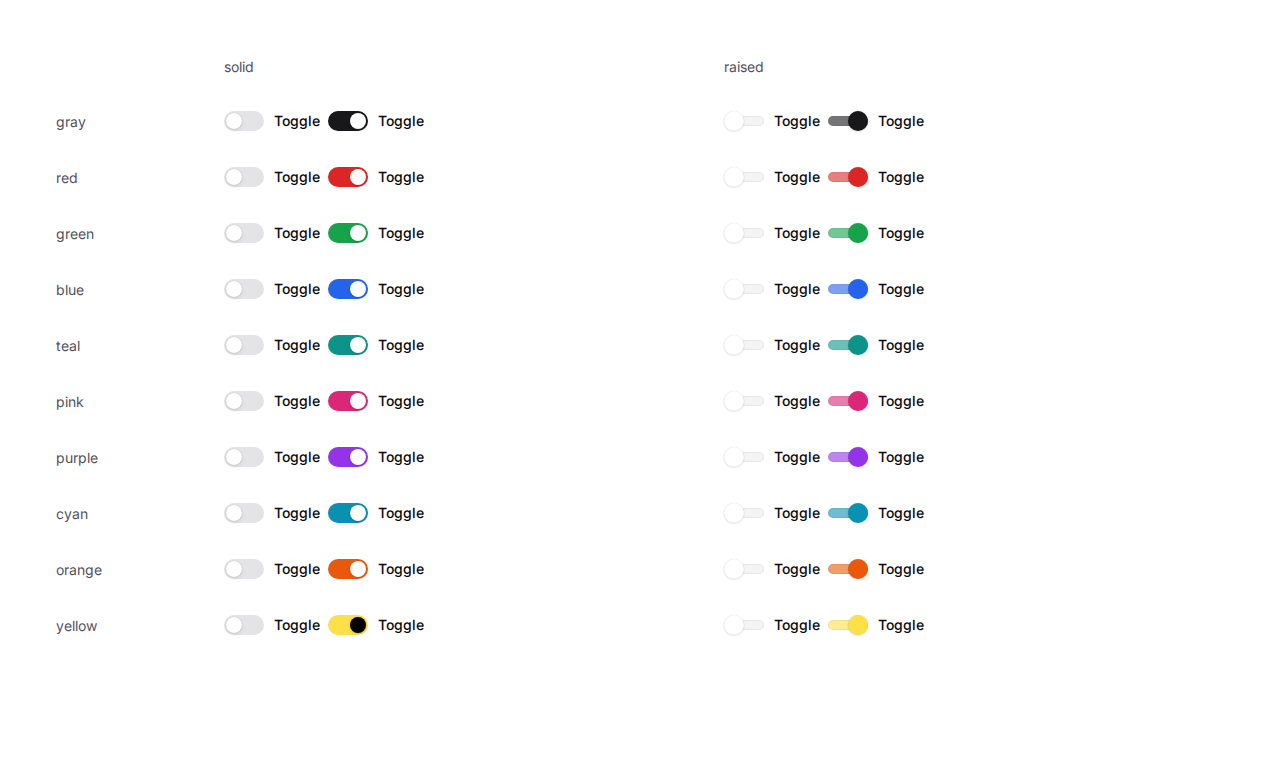 solid raised
gray Toggle Toggle Toggle Toggle
red Toggle Toggle Toggle Toggle
green Toggle Toggle Toggle Toggle
blue Toggle Toggle Toggle Toggle
teal Toggle Toggle Toggle Toggle
pink Toggle Toggle Toggle Toggle
purple Toggle Toggle Toggle Toggle
cyan Toggle Toggle Toggle Toggle
orange Toggle Toggle Toggle Toggle
yellow Toggle Toggle Toggle Toggle